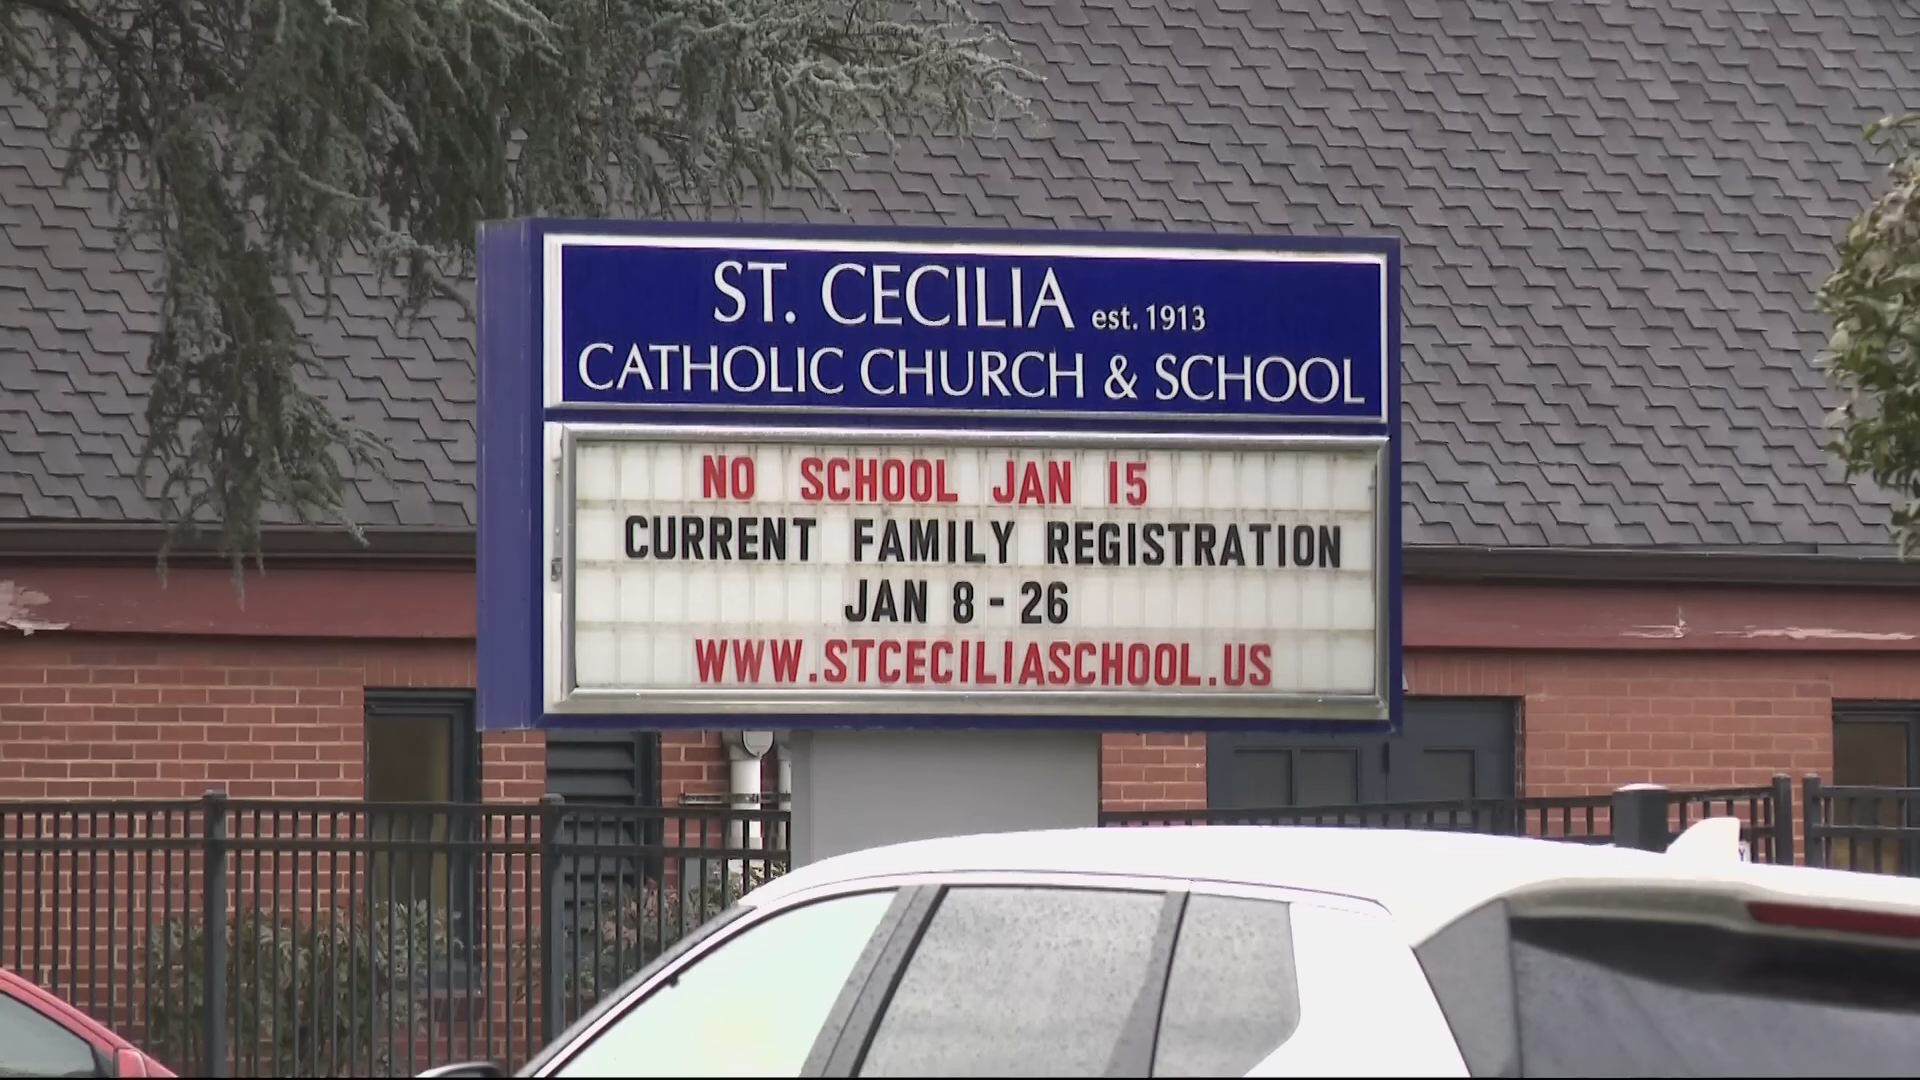 ST. CECILIA est. 1913
CATHOLIC CHURCH & SCHOOL
NO SCHOOL JAN 15
CURRENT FAMILY REGISTRATION
JAN 8 - 26
WWW.STCECILIASCHOOL.US